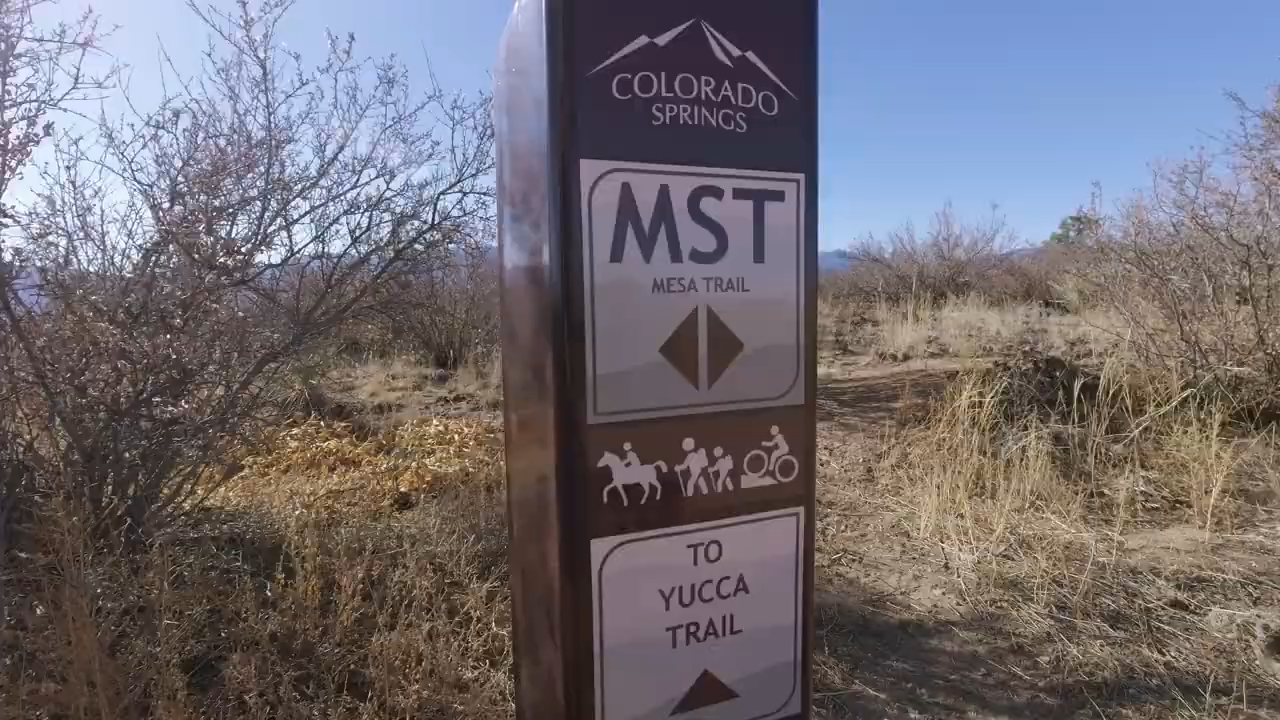 COLORADO
SPRINGS
MST
MESA TRAIL
TO
YUCCA
TRAIL